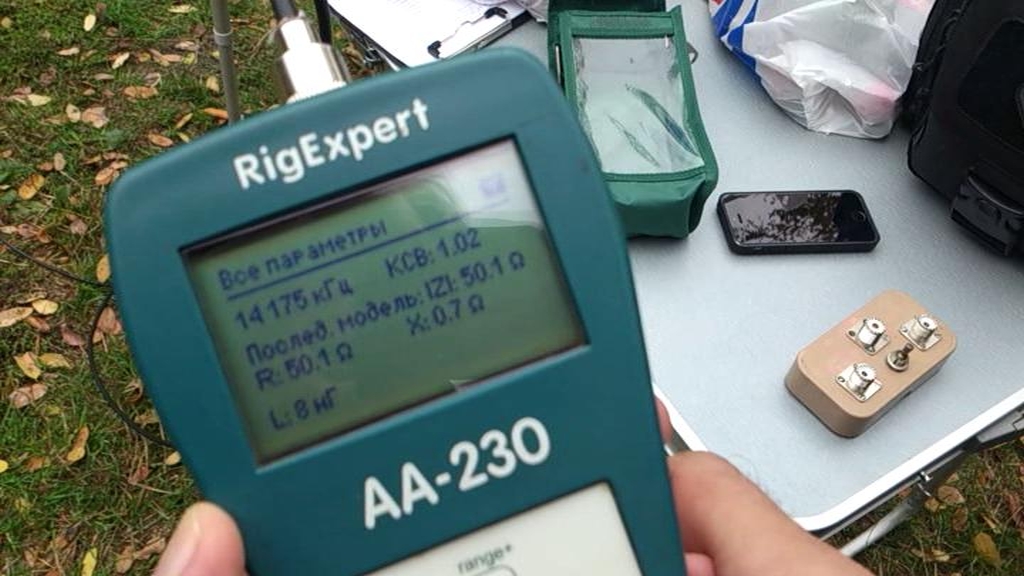 RigExpert
Все параметры
14 175 кГц КСВ: 1.02
Послед. модель: IZI: 50.1 Ω
R: 50.1 Ω X: 0.7 Ω
L: 8 нГ
AA-230
range+